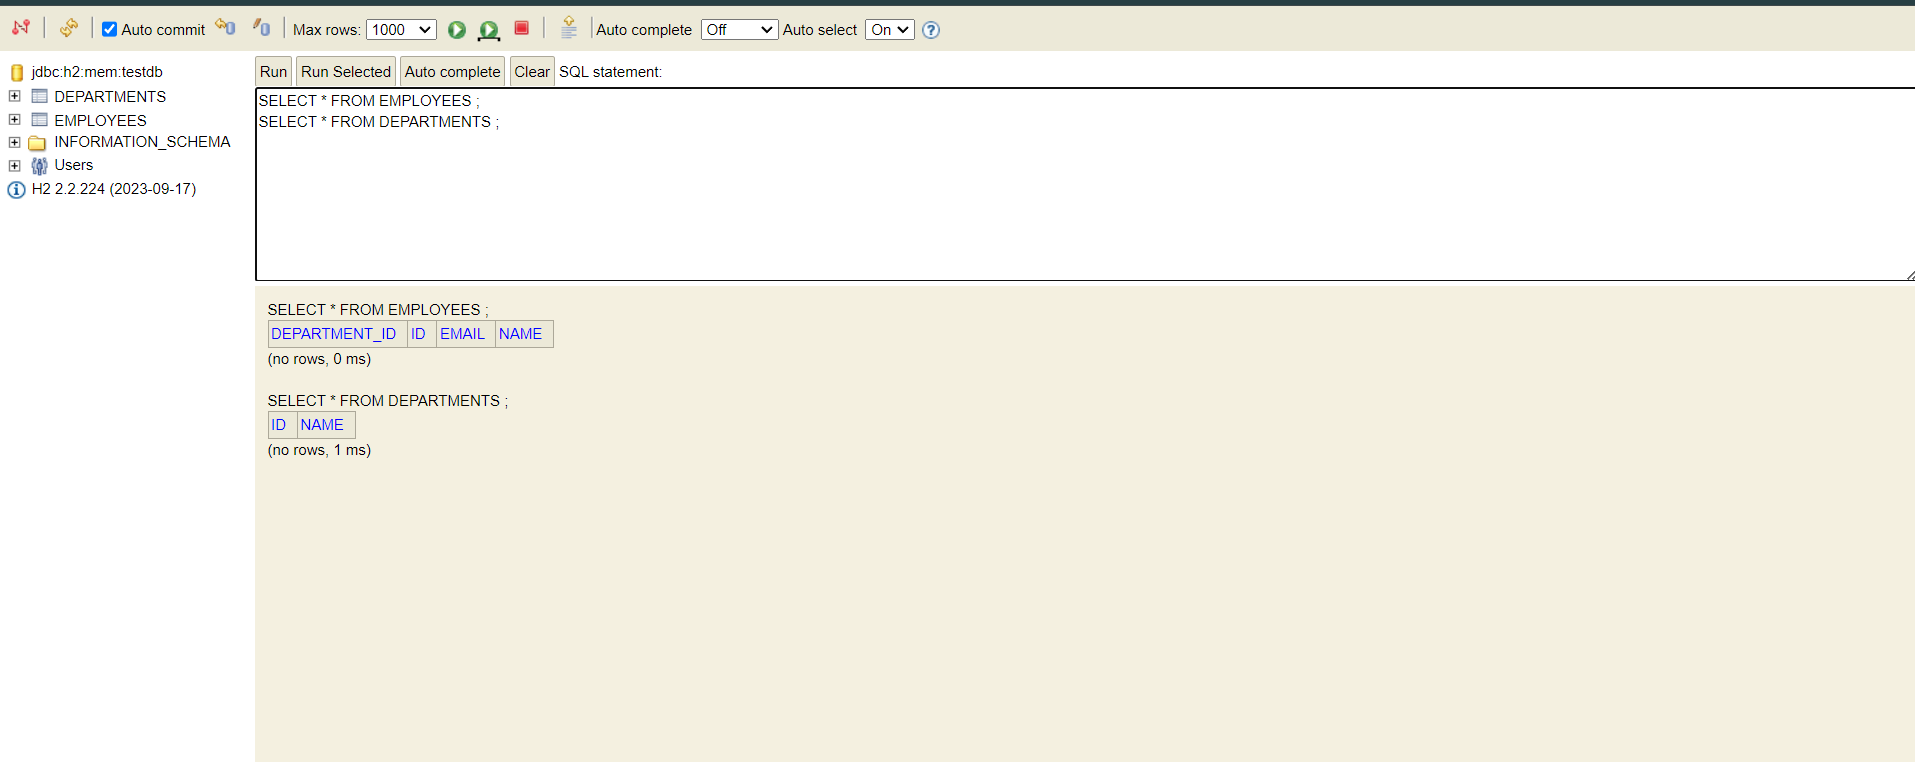 Auto commit Max rows: 1000 Auto complete Off Auto select On ?
jdbc:h2:mem:testdb
DEPARTMENTS
EMPLOYEES
INFORMATION_SCHEMA
Users
H2 2.2.224 (2023-09-17)
Run Run Selected Auto complete Clear SQL statement:
SELECT * FROM EMPLOYEES ;
SELECT * FROM DEPARTMENTS ;
SELECT * FROM EMPLOYEES ;
DEPARTMENT_ID ID EMAIL NAME
(no rows, 0 ms)
SELECT * FROM DEPARTMENTS ;
ID NAME
(no rows, 1 ms)